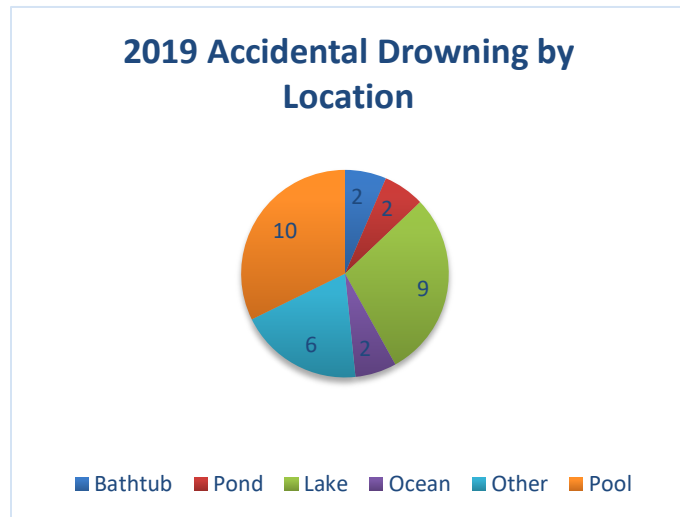 2019 Accidental Drowning by
Location
2
2
9
2
6
10
Bathtub Pond Lake Ocean Other Pool